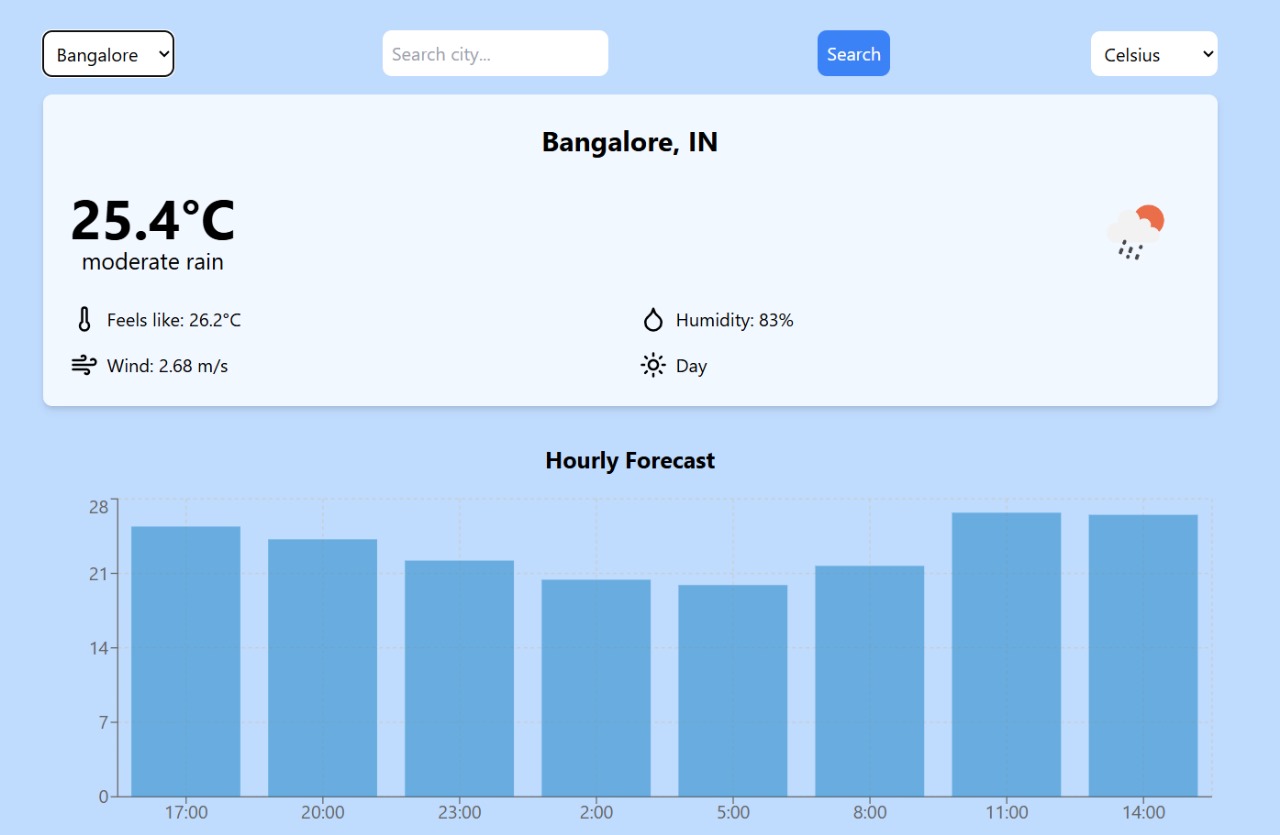 Bangalore Search city... Search Celsius
Bangalore, IN
25.4°C
moderate rain
Feels like: 26.2°C Humidity: 83%
Wind: 2.68 m/s Day
Hourly Forecast
28
21
14
7
0
17:00 20:00 23:00 2:00 5:00 8:00 11:00 14:00